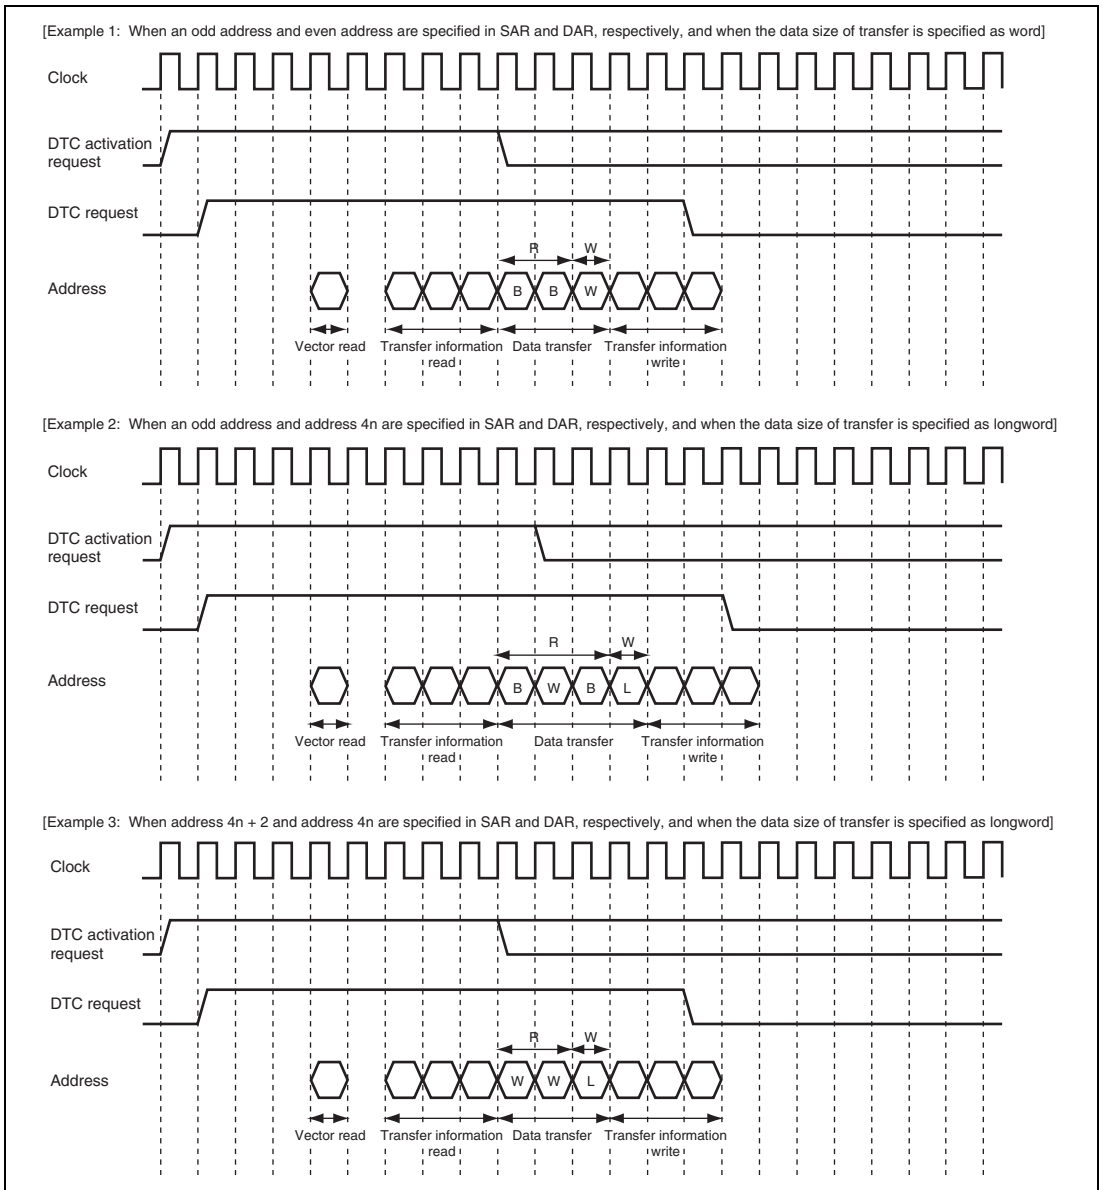 [Example 1: When an odd address and even address are specified in SAR and DAR, respectively, and when the data size of transfer is specified as word]
Clock
DTC activation
request
DTC request
R W
Address
B B W
Vector read Transfer information Data transfer Transfer information
read write
[Example 2: When an odd address and address 4n are specified in SAR and DAR, respectively, and when the data size of transfer is specified as longword]
Clock
DTC activation
request
DTC request
R W
Address
B W B L
Vector read Transfer information Data transfer Transfer information
read write
[Example 3: When address 4n + 2 and address 4n are specified in SAR and DAR, respectively, and when the data size of transfer is specified as longword]
Clock
DTC activation
request
DTC request
R W
Address
W W L
Vector read Transfer information Data transfer Transfer information
read write